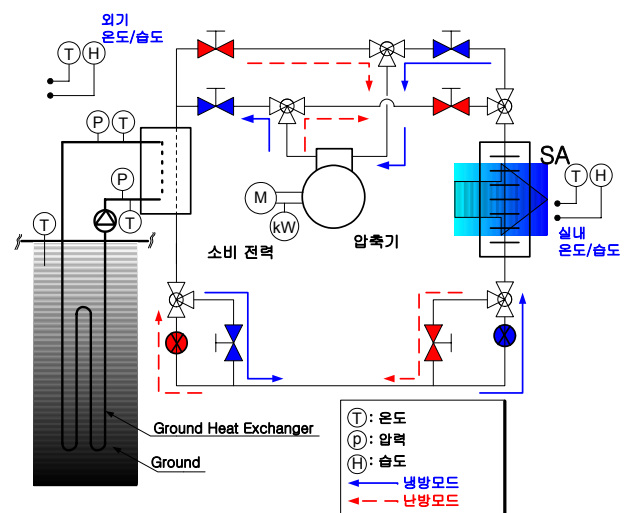 외기
온도/습도
T
H
P
T
P
T
T
M
kW
소비 전력
압축기
SA
T
H
실내
온도/습도
Ground Heat Exchanger
Ground
T : 온도
p : 압력
H : 습도
냉방모드
난방모드